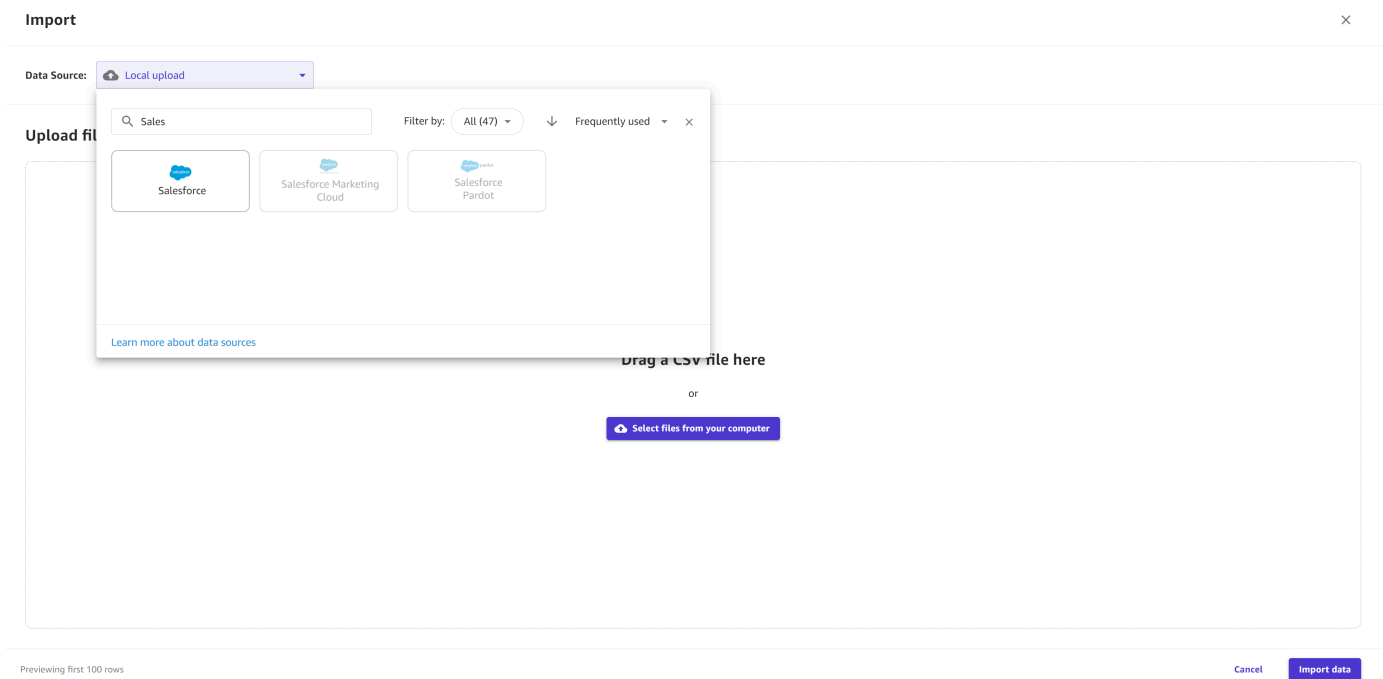 Import
Data Source: Local upload
Sales
Filter by: All (47) Frequently used
Upload fil
salesforce
Salesforce
Salesforce Marketing
Cloud
pardot
Salesforce
Pardot
Learn more about data sources
Drag a CSV file here
or
Select files from your computer
Previewing first 100 rows
Cancel
Import data